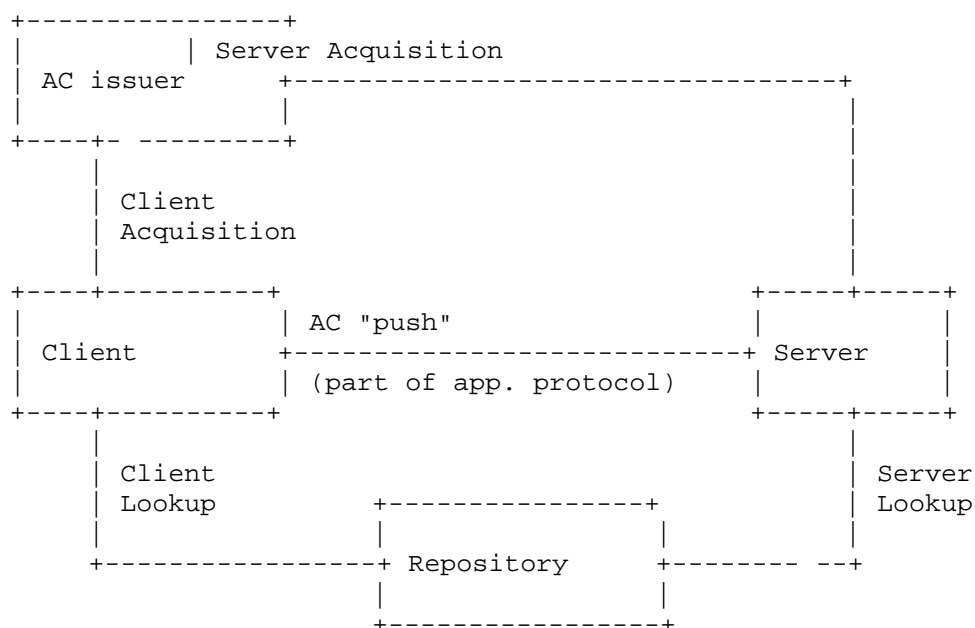 Server Acquisition
AC issuer
Client
Acquisition
AC "push"
Client Server
(part of app. protocol)
Client Server
Lookup Lookup
Repository